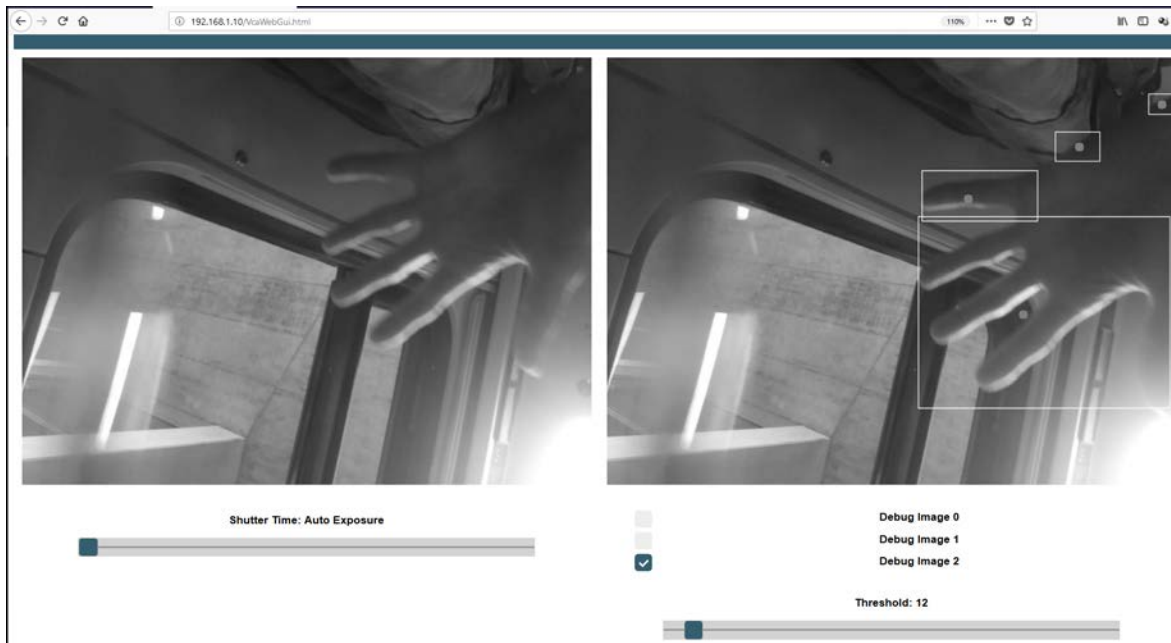 192.168.1.10/VcaWebGui.html
110%
Shutter Time: Auto Exposure
Debug Image 0
Debug Image 1
Debug Image 2
Threshold: 12